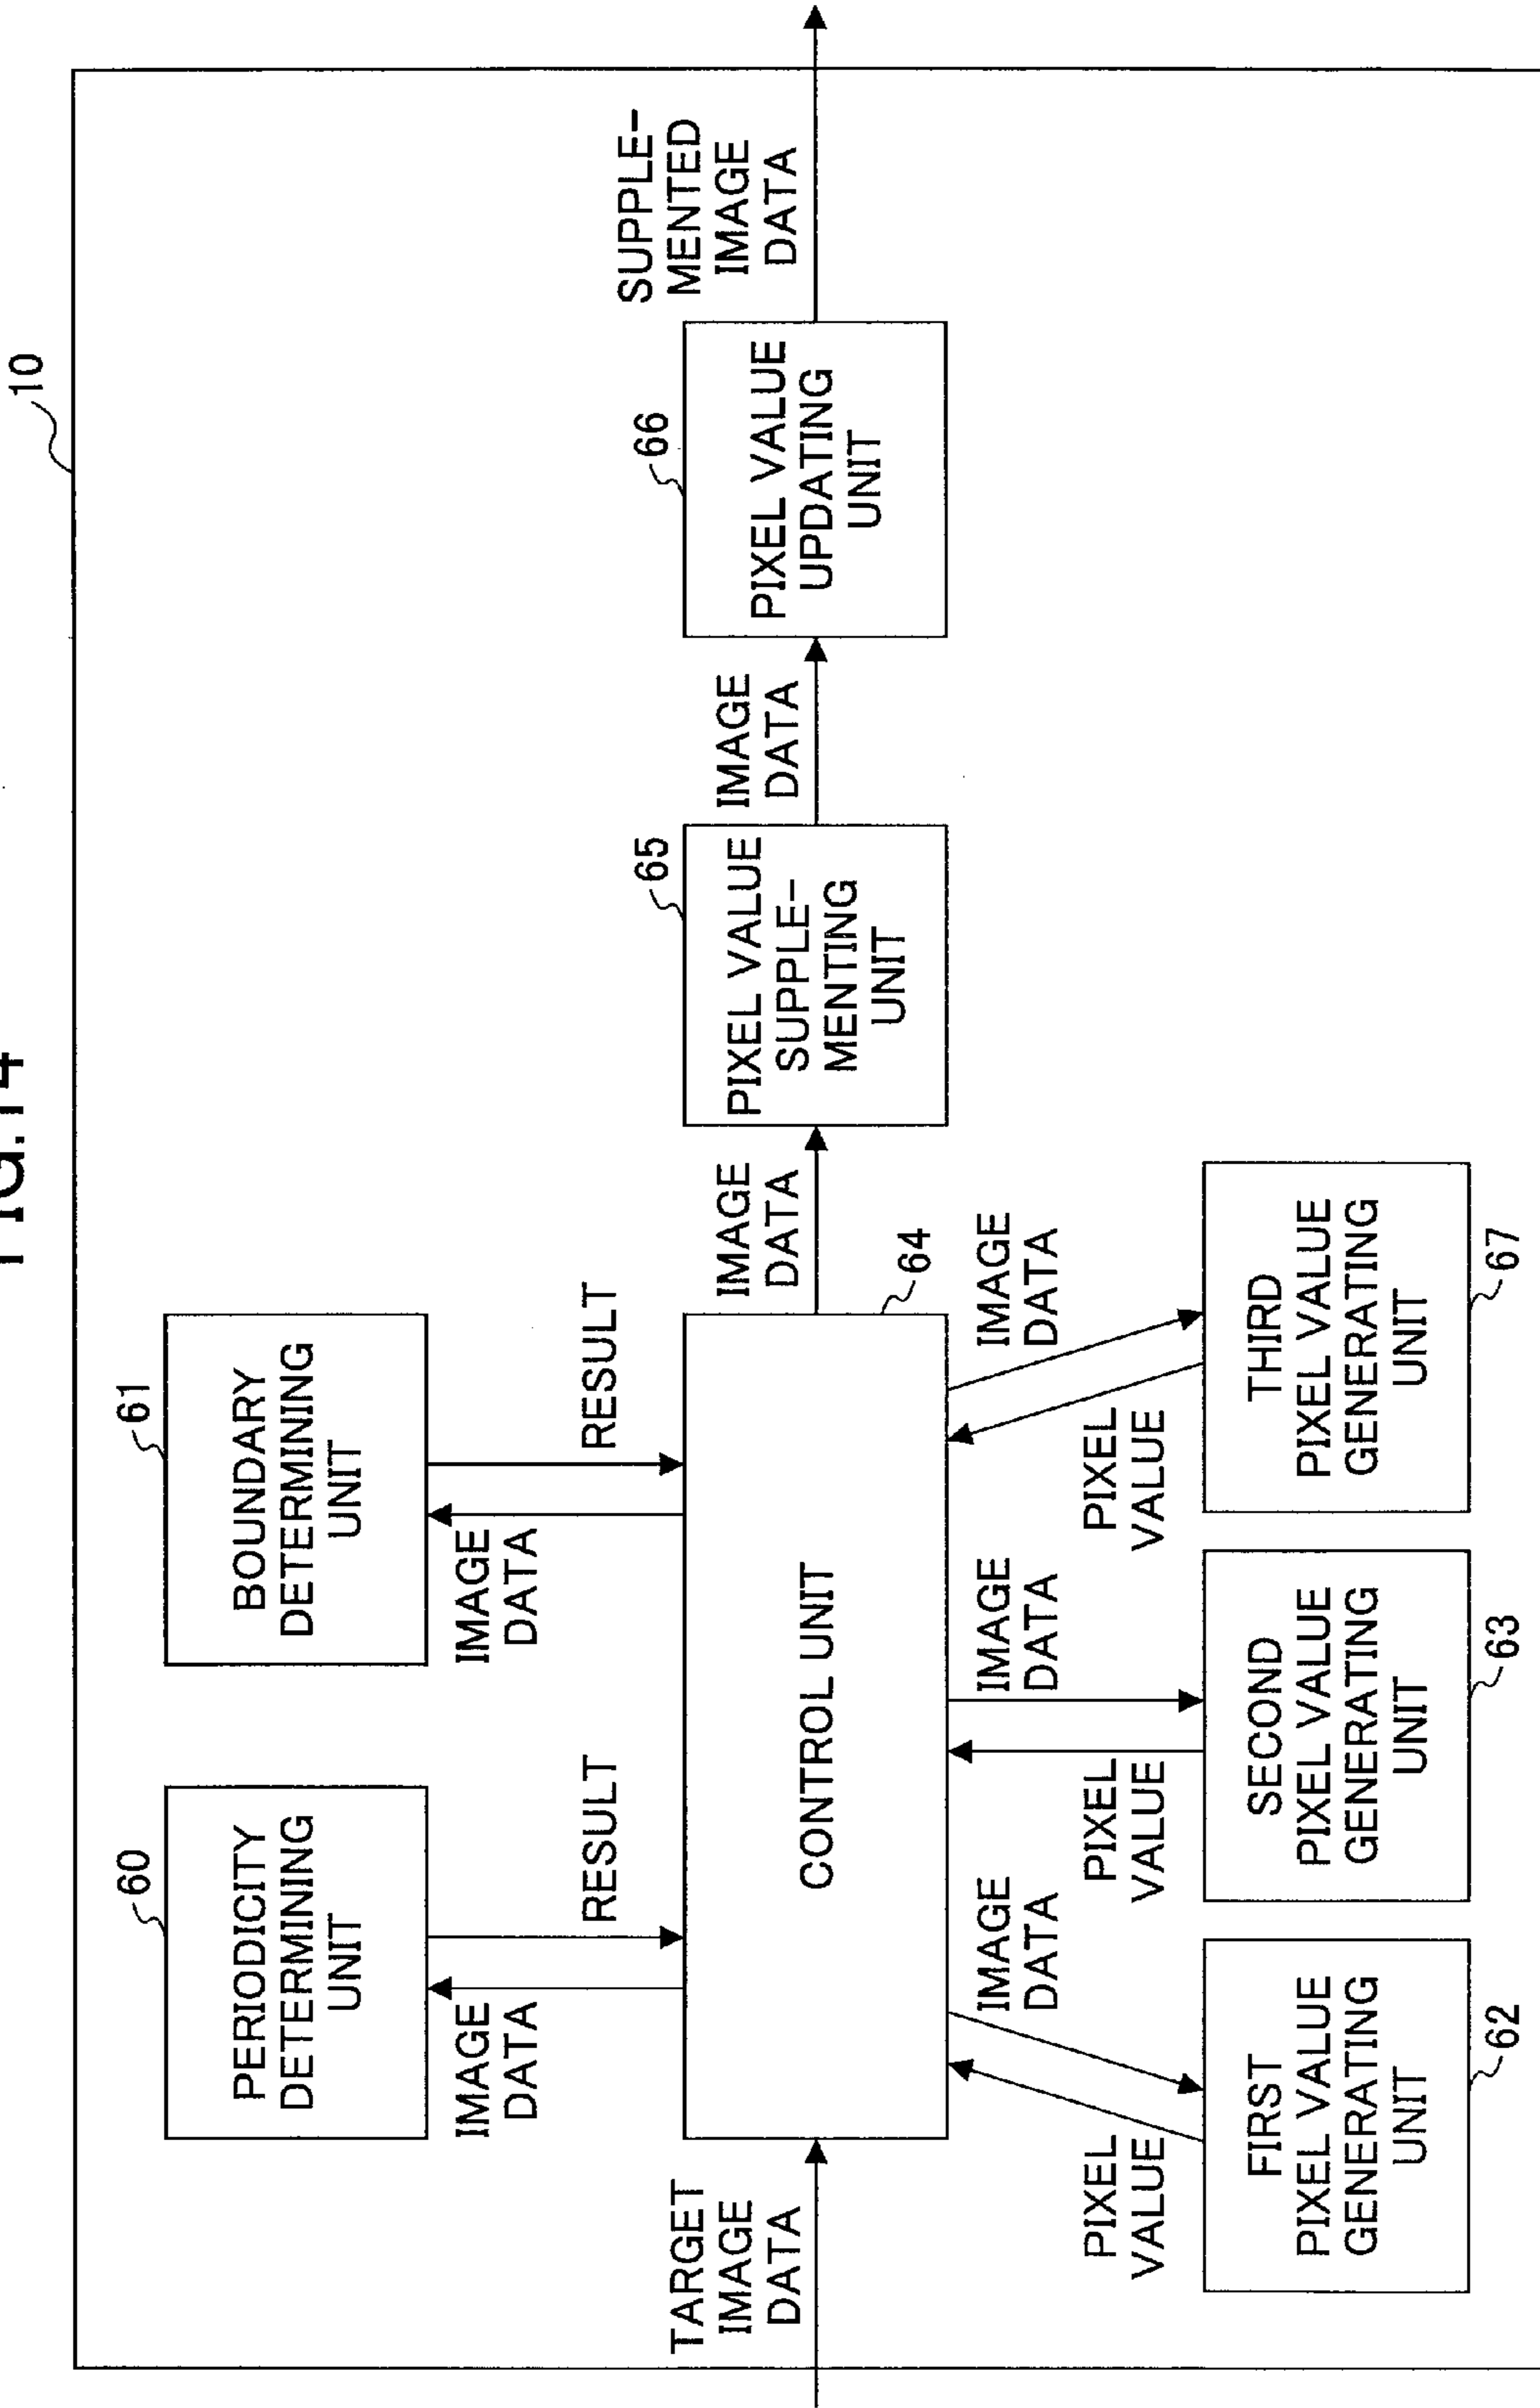 FIG.14
10
60
PERIODICITY
DETERMINING
UNIT
61
BOUNDARY
DETERMINING
UNIT
IMAGE
DATA
RESULT
IMAGE
DATA
RESULT
TARGET
IMAGE
DATA
CONTROL UNIT
64
IMAGE
DATA
65
PIXEL VALUE
SUPPLE-
MENTING
UNIT
IMAGE
DATA
66
PIXEL VALUE
UPDATING
UNIT
SUPPLE-
MENTED
IMAGE
DATA
PIXEL
VALUE
IMAGE
DATA
PIXEL
VALUE
IMAGE
DATA
PIXEL
VALUE
IMAGE
DATA
FIRST
PIXEL VALUE
GENERATING
UNIT
62
SECOND
PIXEL VALUE
GENERATING
UNIT
63
THIRD
PIXEL VALUE
GENERATING
UNIT
67